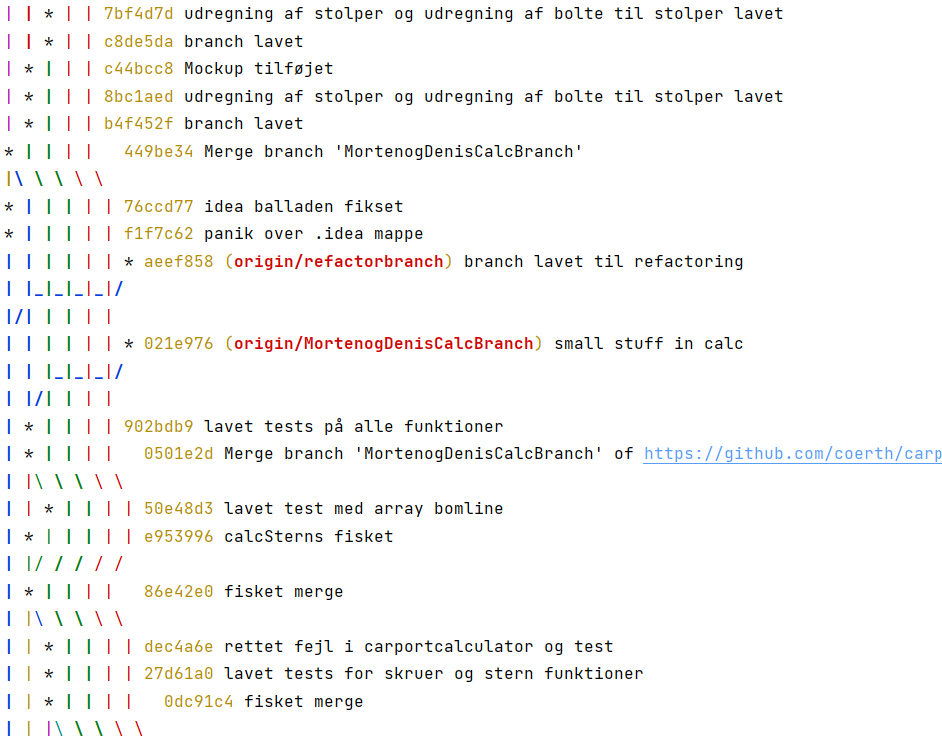 | | * | | 7bf4d7d udregning af stolper og udregning af bolte til stolper lavet
| | * | | c8de5da branch lavet
| * | | | c44bcc8 Mockup tilføjet
| * | | | 8bc1aed udregning af stolper og udregning af bolte til stolper lavet
| * | | | b4f452f branch lavet
* | | | |   449be34 Merge branch 'MortenogDenisCalcBranch'
|\ \ \ \ \
* | | | | | 76ccd77 idea balladen fikset
* | | | | | f1f7c62 panik over .idea mappe
| | | | | | * aeef858 (origin/refactorbranch) branch lavet til refactoring
| |_|_|_|_|/
|/| | | | |
| | | | | | * 021e976 (origin/MortenogDenisCalcBranch) small stuff in calc
| | |_|_|_|/
| |/| | | |
| * | | | | 902bdb9 lavet tests på alle funktioner
| * | | | |   0501e2d Merge branch 'MortenogDenisCalcBranch' of https://github.com/coerth/carp
| |\ \ \ \ \
| | * | | | | 50e48d3 lavet test med array bomline
| * | | | | | e953996 calcSterns fisket
| |/ / / / /
| * | | | |   86e42e0 fisket merge
| |\ \ \ \ \
| | * | | | | dec4a6e rettet fejl i carportcalculator og test
| | * | | | | 27d61a0 lavet tests for skruer og stern funktioner
| | * | | | |   0dc91c4 fisket merge
| | |\ \ \ \ \